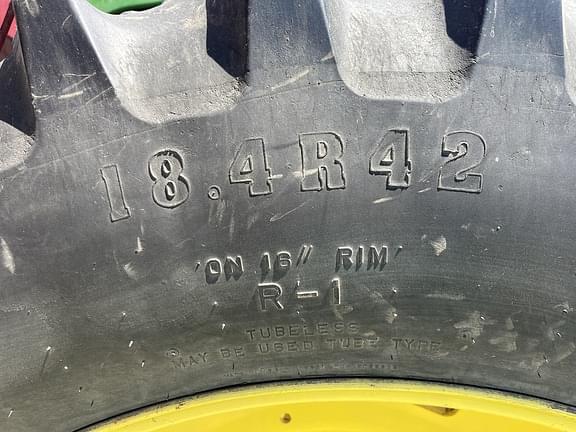 18.4R42
'ON 16" RIM'
R-1
TUBELESS
MAY BE USED TUBE TYPE